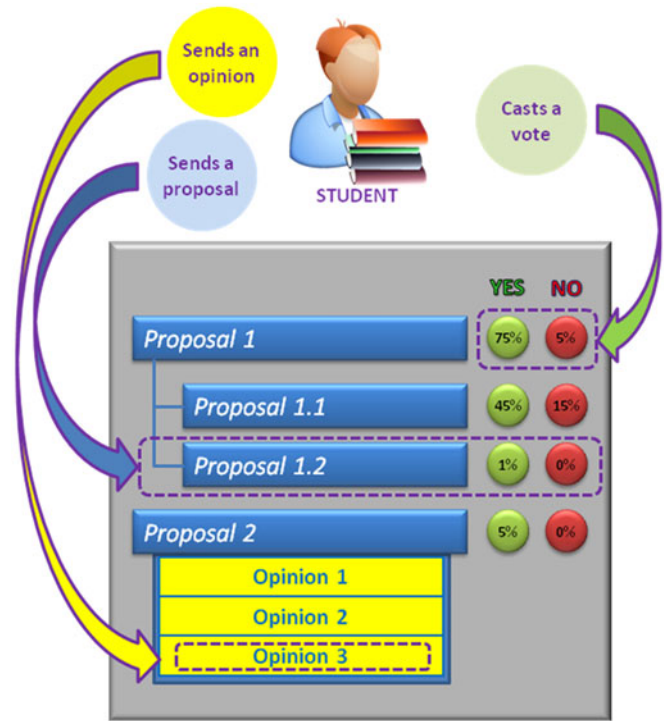 Sends an
opinion
Sends a
proposal
STUDENT
Casts a
vote
YES NO
Proposal 1 75% 5%
Proposal 1.1 45% 15%
Proposal 1.2 1% 0%
Proposal 2 5% 0%
Opinion 1
Opinion 2
Opinion 3